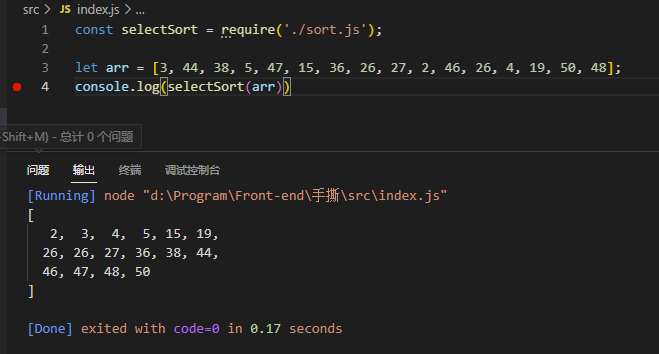 src > JS index.js > ...
1 const selectSort = require('./sort.js');
2
3 let arr = [3, 44, 38, 5, 47, 15, 36, 26, 27, 2, 46, 26, 4, 19, 50, 48];
4 console.log(selectSort(arr))
Shift+M) - 总计 0 个问题
问题 输出 终端 调试控制台
[Running] node "d:\Program\Front-end\手撕\src\index.js"
[
2, 3, 4, 5, 15, 19,
26, 26, 27, 36, 38, 44,
46, 47, 48, 50
]
[Done] exited with code=0 in 0.17 seconds